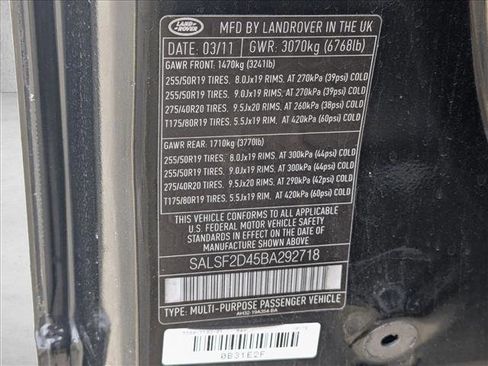 LAND ROVER
MFD BY LANDROVER IN THE UK
DATE: 03/11 GWR: 3070kg (6768lb)
GAWR FRONT: 1470kg (3241lb)
255/50R19 TIRES, 8.0Jx19 RIMS, AT 270kPA (39psi) COLD
255/50R19 TIRES, 9.0Jx19 RIMS, AT 270kPA (39psi) COLD
275/40R20 TIRES, 9.5Jx20 RIMS, AT 260kPA (38psi) COLD
T175/80R19 TIRES, 5.5Jx19 RIMS, AT 420kPA (60psi) COLD
GAWR REAR: 1710kg (3770lb)
255/50R19 TIRES, 8.0Jx19 RIMS, AT 300kPA (44psi) COLD
255/50R19 TIRES, 9.0Jx19 RIMS, AT 300kPA (44psi) COLD
275/40R20 TIRES, 9.5Jx20 RIMS, AT 290kPA (42psi) COLD
T175/80R19 TIRES, 5.5Jx19 RIMS, AT 420kPA (60psi) COLD
THIS VEHICLE CONFORMS TO ALL APPLICABLE
U.S. FEDERAL MOTOR VEHICLE SAFETY
STANDARDS IN EFFECT ON THE DATE OF
MANUFACTURE SHOWN ABOVE
SALSF2D45BA292718
TYPE: MULTI-PURPOSE PASSENGER VEHICLE
AH32-19A354-BA
0B31E2F